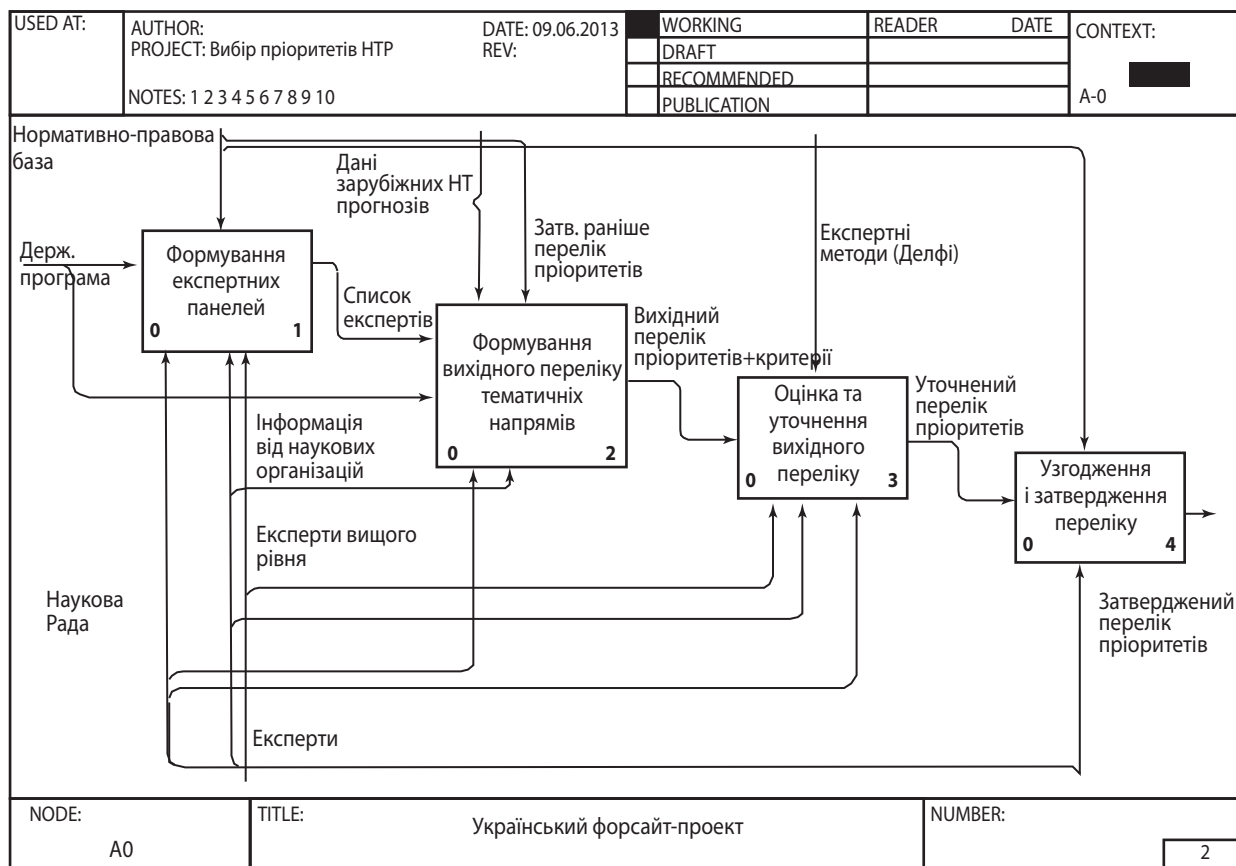 USED AT:
AUTHOR:
DATE: 09.06.2013
PROJECT: Вибір пріоритетів НТР
REV:
NOTES: 1 2 3 4 5 6 7 8 9 10
WORKING
DRAFT
RECOMMENDED
PUBLICATION
READER
DATE
CONTEXT:
A-0
Нормативно-правова
база
Дані
зарубіжних НТ
прогнозів
Затв. раніше
перелік
пріоритетів
Експертні
методи (Делфі)
Держ.
програма
Формування
експертних
панелей
0
1
Список
експертів
Формування
вихідного переліку
тематичніх
напрямів
0
2
Вихідний
перелік
пріоритетів+критерії
Оцінка та
уточнення
вихідного
переліку
0
3
Уточнений
перелік
пріоритетів
Узгодження
і затвердження
переліку
0
4
Інформація
від наукових
організацій
Експерти вищого
рівня
Наукова
Рада
Затверджений
перелік
пріоритетів
Експерти
NODE:
A0
TITLE:
Український форсайт-проект
NUMBER:
2